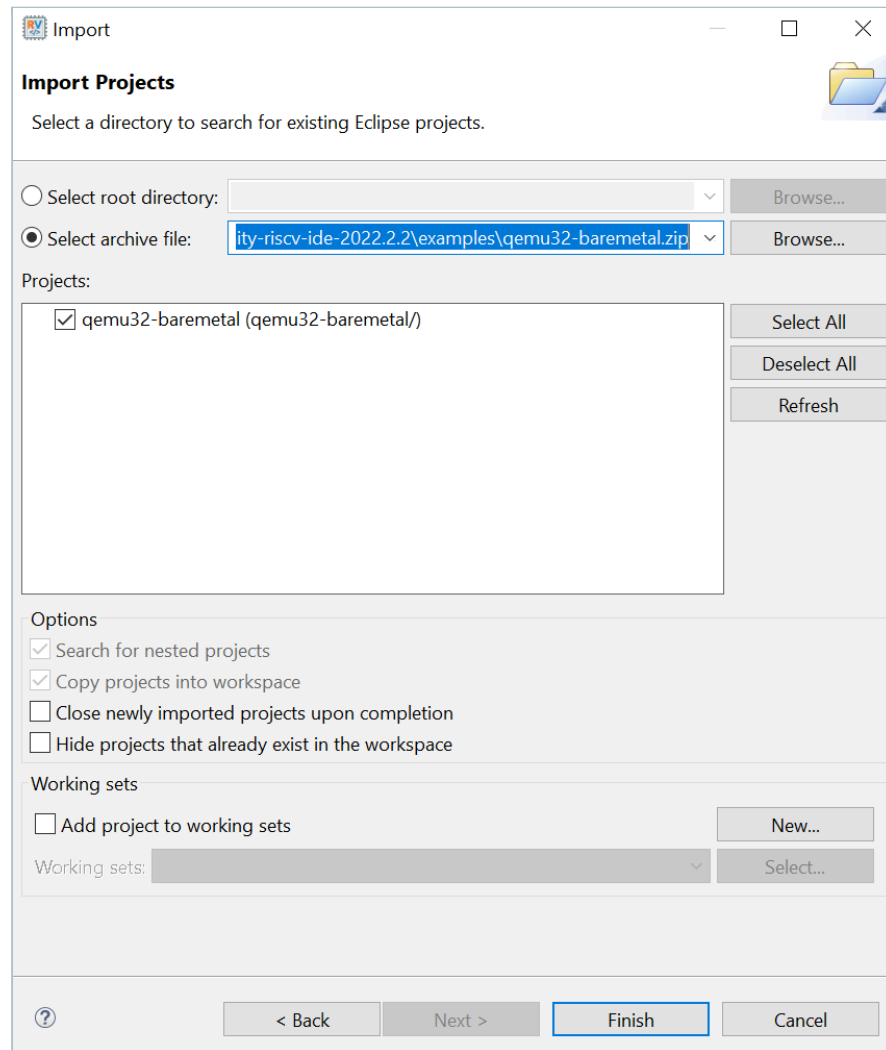 Import
Import Projects
Select a directory to search for existing Eclipse projects.
Select root directory: Browse...
Select archive file: ity-riscv-ide-2022.2.2\examples\qemu32-baremetal.zip Browse...
Projects:
qemu32-baremetal (qemu32-baremetal/)
Select All
Deselect All
Refresh
Options
Search for nested projects
Copy projects into workspace
Close newly imported projects upon completion
Hide projects that already exist in the workspace
Working sets
Add project to working sets New...
Working sets: Select...
? < Back Next > Finish Cancel